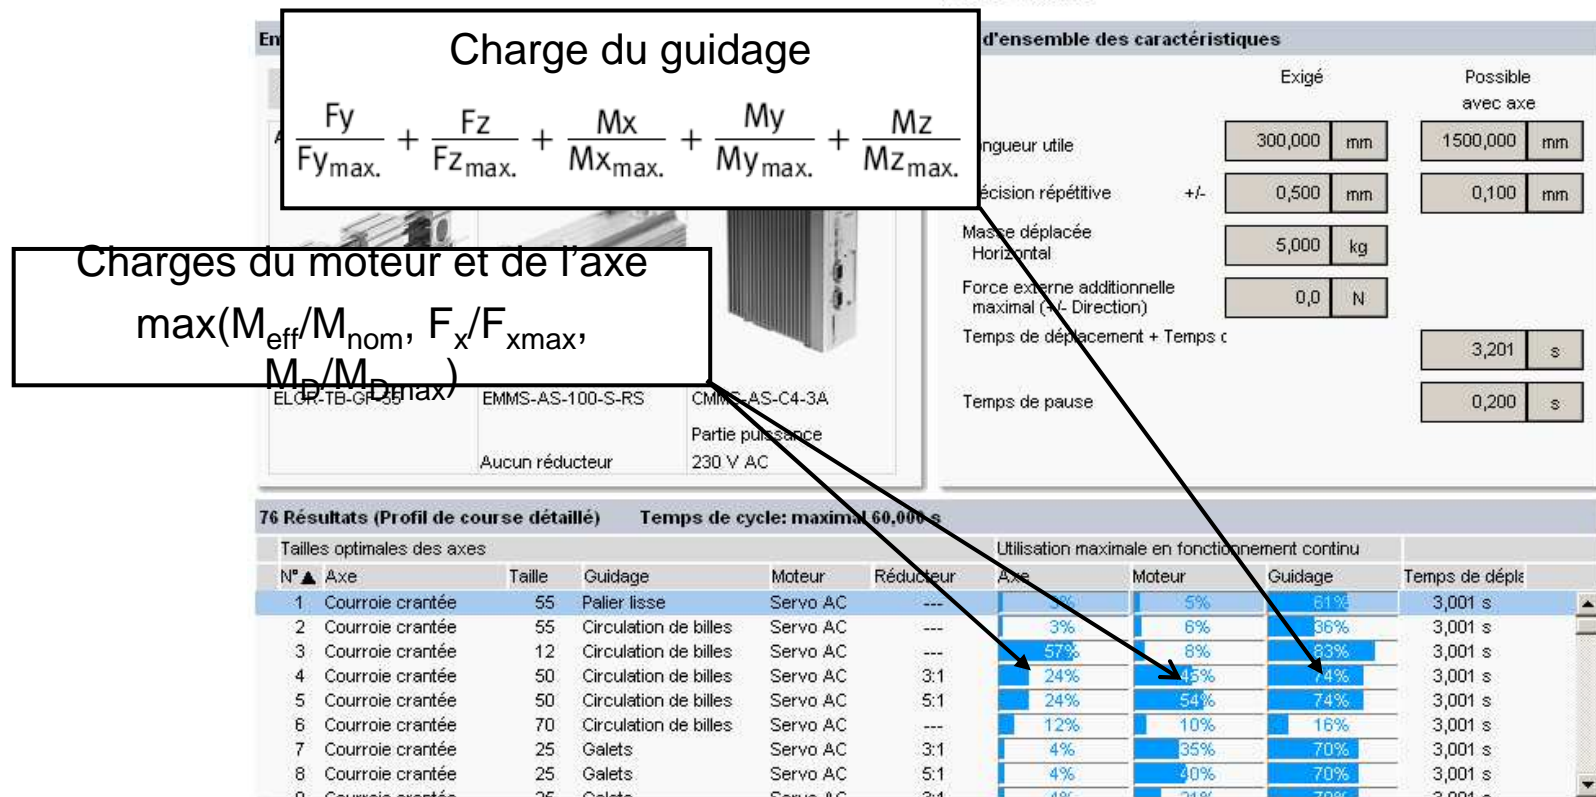 En
Charge du guidage
Fy/Fymax. + Fz/Fzmax. + Mx/Mxmax. + My/Mymax. + Mz/Mzmax.
d'ensemble des caractéristiques
Exigé Possible
avec axe
ngueur utile 300,000 mm 1500,000 mm
écision répétitive +/- 0,500 mm 0,100 mm
Masse déplacée
Horizontal 5,000 kg
Force externe additionnelle
maximal (+/- Direction) 0,0 N
Temps de déplacement + Temps c 3,201 s
Temps de pause 0,200 s
Charges du moteur et de l'axe
max(Meff/Mnom, Fx/Fxmax,
MD/MDmax)
ELGR-TB-GF-55 EMMS-AS-100-S-RS CMMS-AS-C4-3A
Partie puissance
Aucun réducteur 230 V AC
76 Résultats (Profil de course détaillé) Temps de cycle: maximal 60,000 s
Tailles optimales des axes Utilisation maximale en fonctionnement continu
N° Axe Taille Guidage Moteur Réducteur Axe Moteur Guidage Temps de dépla
1 Courroie crantée 55 Palier lisse Servo AC --- 3% 5% 61% 3,001 s
2 Courroie crantée 55 Circulation de billes Servo AC --- 3% 6% 36% 3,001 s
3 Courroie crantée 12 Circulation de billes Servo AC --- 57% 8% 83% 3,001 s
4 Courroie crantée 50 Circulation de billes Servo AC 3:1 24% 45% 74% 3,001 s
5 Courroie crantée 50 Circulation de billes Servo AC 5:1 24% 54% 74% 3,001 s
6 Courroie crantée 70 Circulation de billes Servo AC --- 12% 10% 16% 3,001 s
7 Courroie crantée 25 Galets Servo AC 3:1 4% 35% 70% 3,001 s
8 Courroie crantée 25 Galets Servo AC 5:1 4% 40% 70% 3,001 s